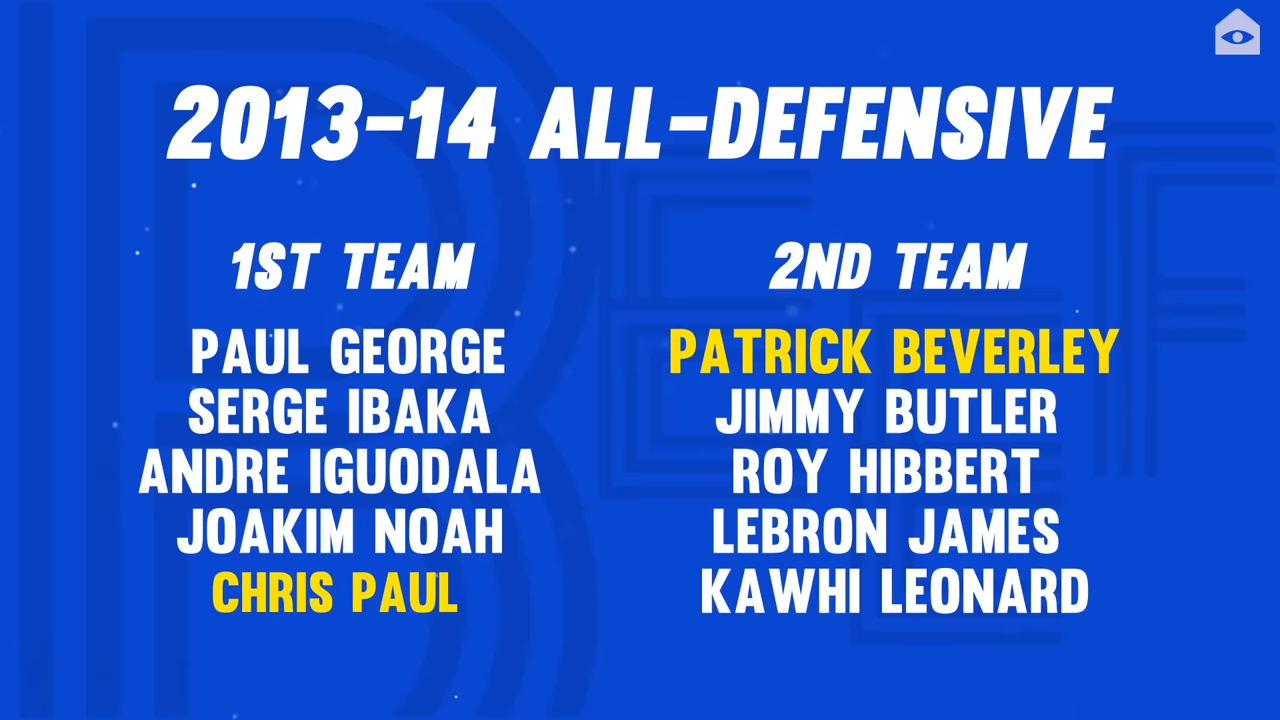 2013-14 ALL-DEFENSIVE
1ST TEAM
PAUL GEORGE
SERGE IBAKA
ANDRE IGUODALA
JOAKIM NOAH
CHRIS PAUL
2ND TEAM
PATRICK BEVERLEY
JIMMY BUTLER
ROY HIBBERT
LEBRON JAMES
KAWHI LEONARD
BEEF